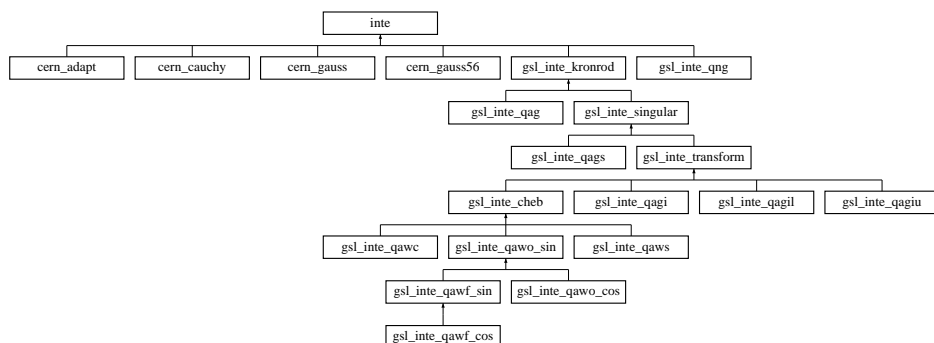 inte
cern_adapt cern_cauchy cern_gauss cern_gauss56 gsl_inte_kronrod gsl_inte_qng
gsl_inte_qag gsl_inte_singular
gsl_inte_qags gsl_inte_transform
gsl_inte_cheb gsl_inte_qagi gsl_inte_qagil gsl_inte_qagiu
gsl_inte_qawc gsl_inte_qawo_sin gsl_inte_qaws
gsl_inte_qawf_sin gsl_inte_qawo_cos
gsl_inte_qawf_cos